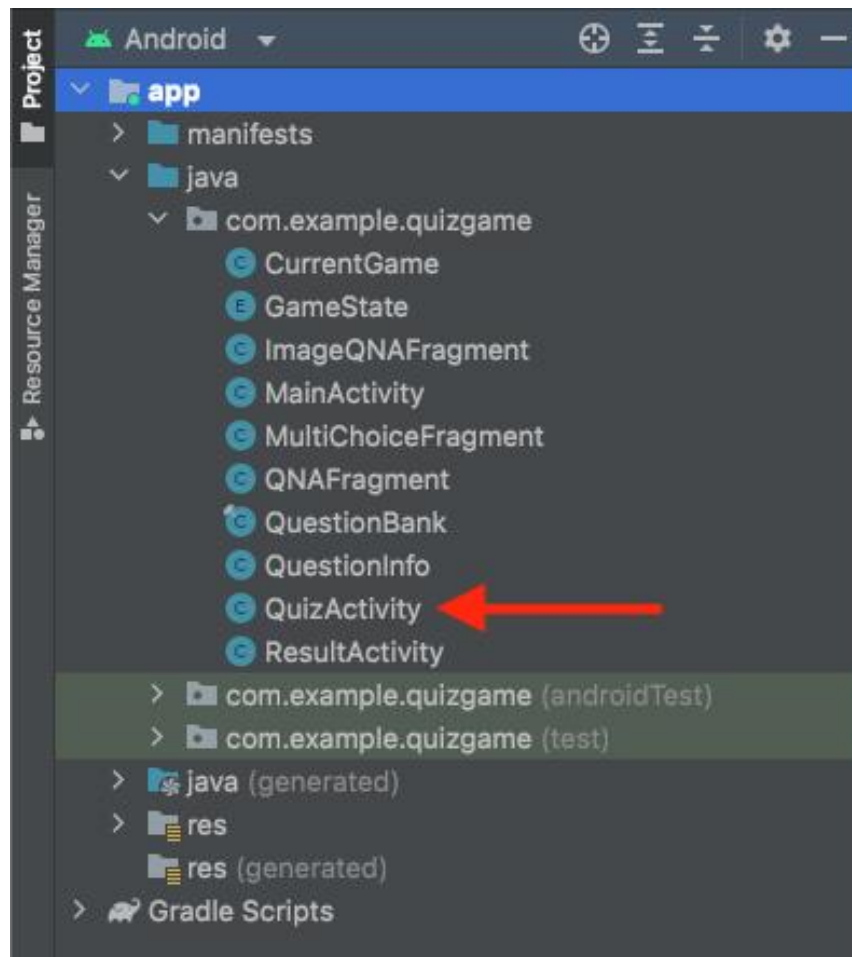 Project
Resource Manager
Android
app
manifests
java
com.example.quizgame
C CurrentGame
E GameState
C ImageQNAFragment
C MainActivity
C MultiChoiceFragment
C QNAFragment
C QuestionBank
C QuestionInfo
C QuizActivity
C ResultActivity
com.example.quizgame (androidTest)
com.example.quizgame (test)
java (generated)
res
res (generated)
Gradle Scripts